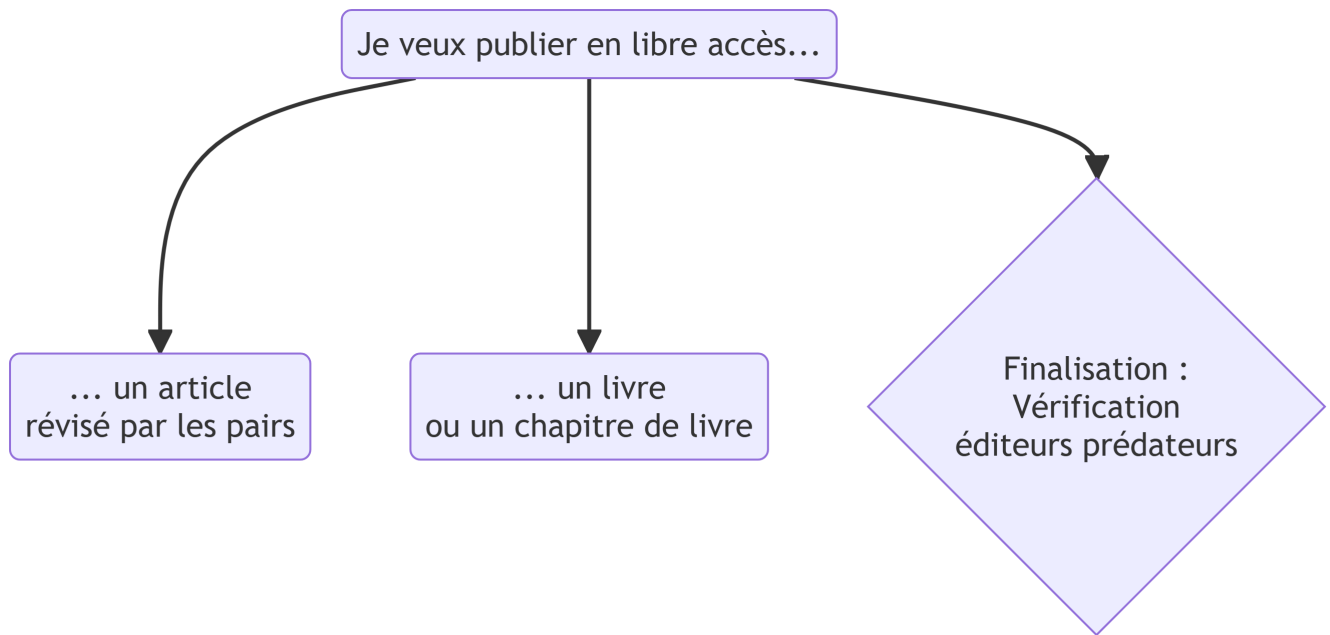 Je veux publier en libre accès...
... un article
révisé par les pairs
... un livre
ou un chapitre de livre
Finalisation :
Vérification
éditeurs prédateurs